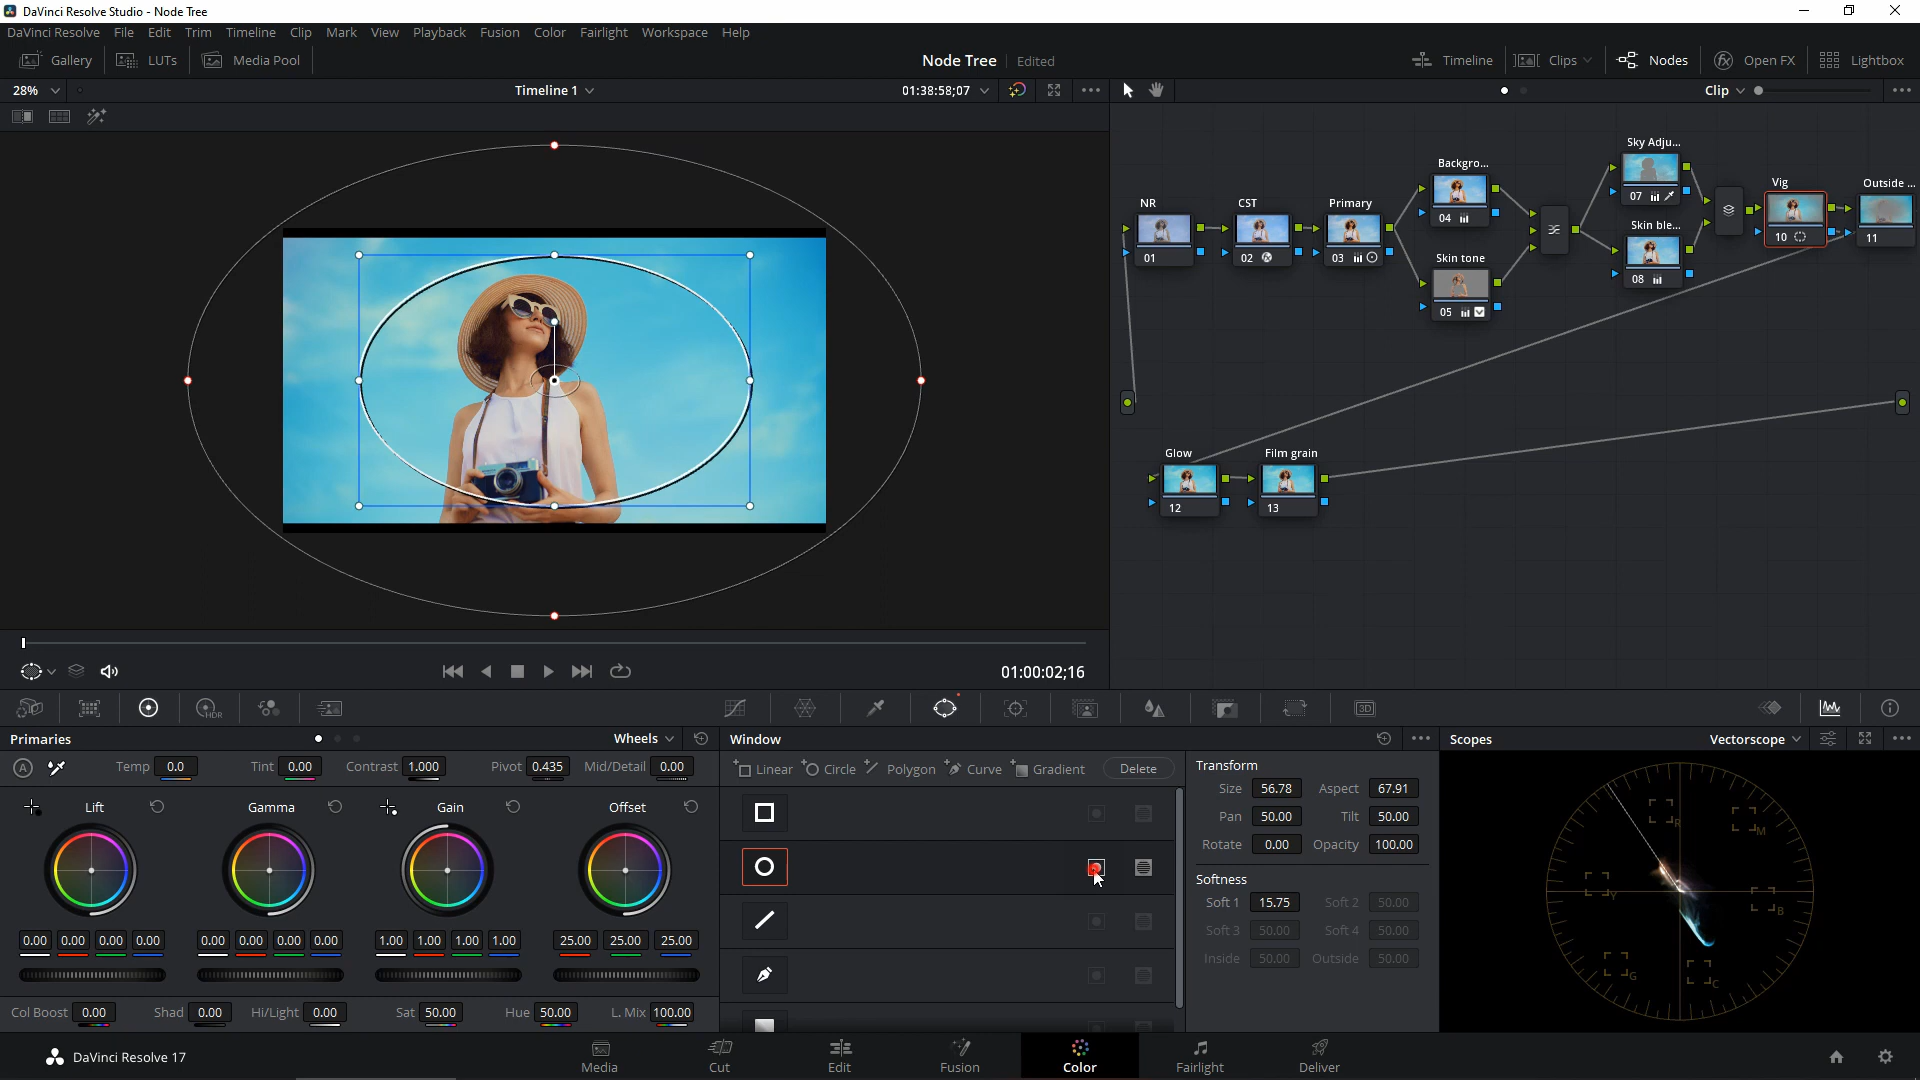 DaVinci Resolve Studio - Node Tree
DaVinci Resolve File Edit Trim Timeline Clip Mark View Playback Fusion Color Fairlight Workspace Help
Gallery LUTs Media Pool Node Tree Edited Timeline Clips Nodes Open FX Lightbox
28% Timeline 1 01:38:58;07 Clip
NR
01
CST
02
Primary
03
Backgro...
04
Skin tone
05
Sky Adju...
07
Skin ble...
08
Vig
10
Outside ...
11
Glow
12
Film grain
13
01:00:02;16
HDR
3D
Primaries Wheels
Temp 0.0 Tint 0.00 Contrast 1.000 Pivot 0.435 Mid/Detail 0.00
Lift Gamma Gain Offset
0.00 0.00 0.00 0.00 0.00 0.00 0.00 0.00 1.00 1.00 1.00 1.00 25.00 25.00 25.00
Col Boost 0.00 Shad 0.00 Hi/Light 0.00 Sat 50.00 Hue 50.00 L. Mix 100.00
Window
Linear Circle Polygon Curve Gradient Delete
Transform
Size 56.78 Aspect 67.91
Pan 50.00 Tilt 50.00
Rotate 0.00 Opacity 100.00
Softness
Soft 1 15.75 Soft 2 50.00
Soft 3 50.00 Soft 4 50.00
Inside 50.00 Outside 50.00
Scopes Vectorscope
R
M
Y
B
G
C
DaVinci Resolve 17
Media Cut Edit Fusion Color Fairlight Deliver